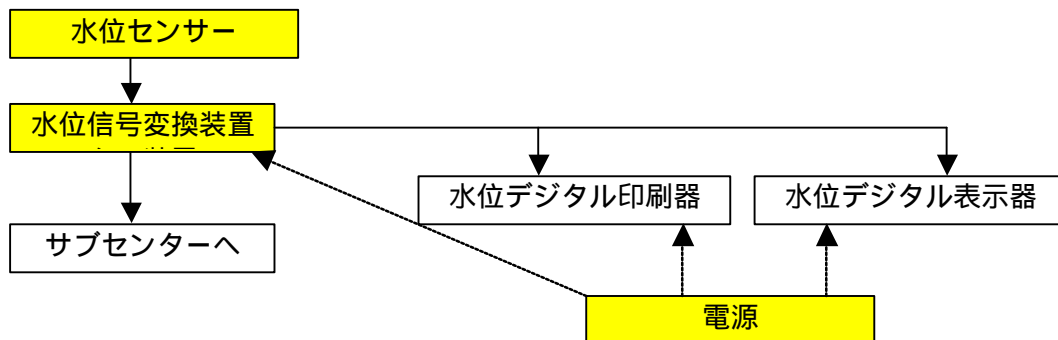 水位センサー
水位信号変換装置
水位デジタル印刷器
水位デジタル表示器
サブセンターへ
電源